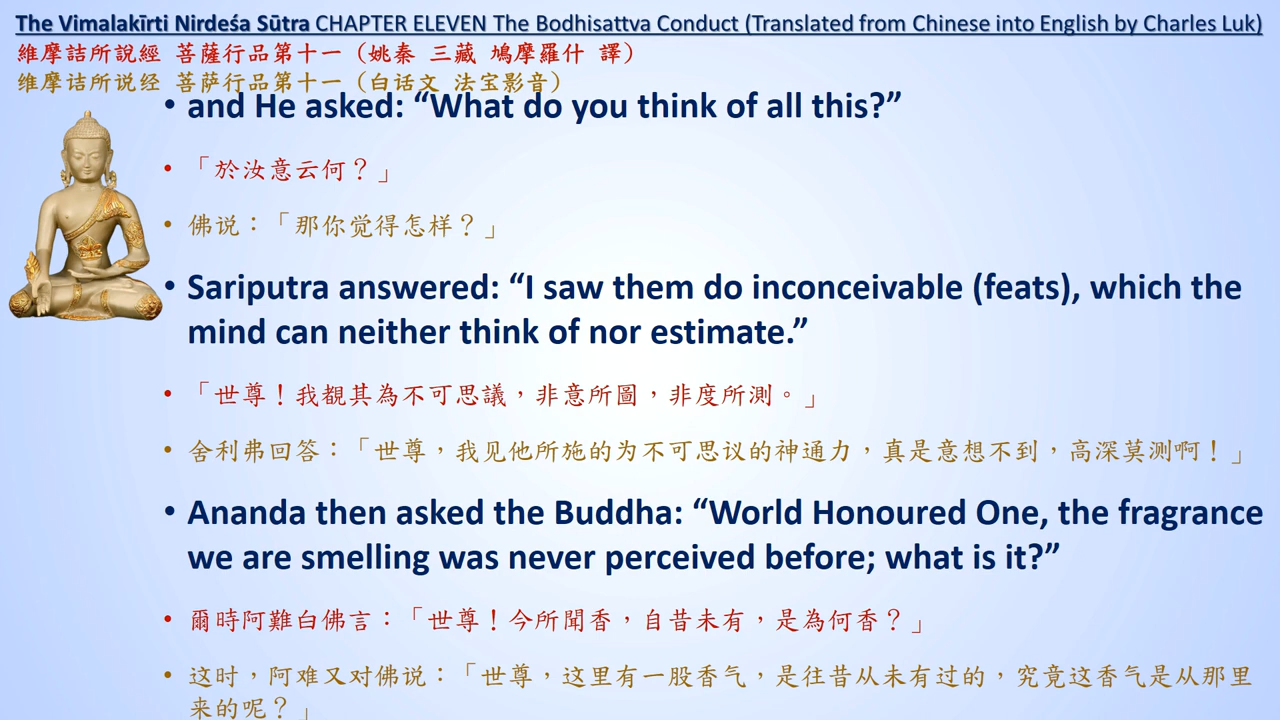 The Vimalakīrti Nirdeśa Sūtra CHAPTER ELEVEN The Bodhisattva Conduct (Translated from Chinese into English by Charles Luk)
維摩詰所說經 菩薩行品第十一 (姚秦 三藏 鳩摩羅什 譯)
维摩诘所说经 菩萨行品第十一 (白话文 法宝影音)
• and He asked: “What do you think of all this?”
• 「於汝意云何？」
• 佛说：「那你觉得怎样？」
• Sariputra answered: “I saw them do inconceivable (feats), which the
mind can neither think of nor estimate.”
• 「世尊！我覩其為不可思議，非意所圖，非度所測。」
• 舍利弗回答：「世尊，我见他所施的为不可思议的神通力，真是意想不到，高深莫测啊！」
• Ananda then asked the Buddha: “World Honoured One, the fragrance
we are smelling was never perceived before; what is it?”
• 爾時阿難白佛言：「世尊！今所聞香，自昔未有，是為何香？」
• 这时，阿难又对佛说：「世尊，这里有一股香气，是往昔从未有过的，究竟这香气是从那里
来的呢？」